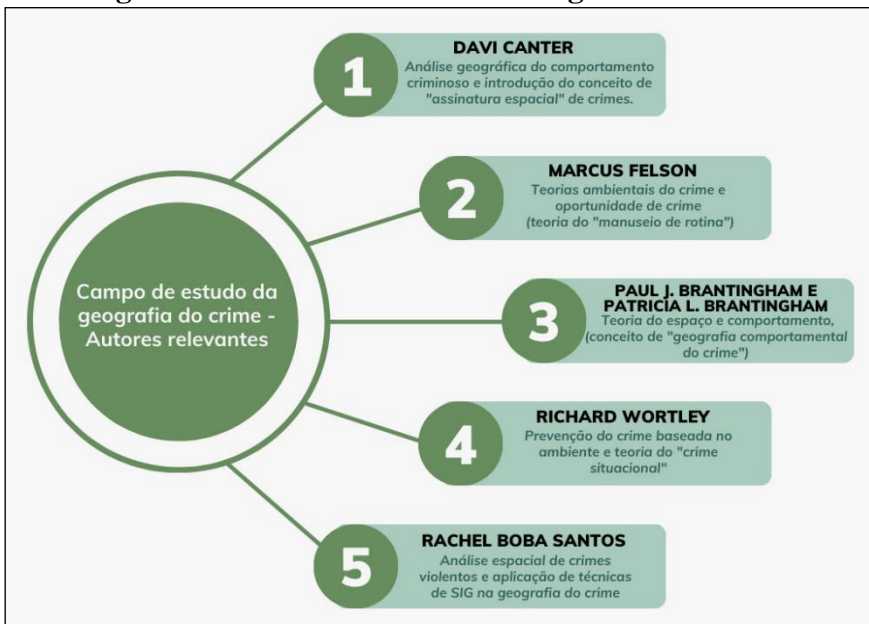 Campo de estudo da
geografia do crime -
Autores relevantes
1
DAVI CANTER
Análise geográfica do comportamento
criminoso e introdução do conceito de
"assinatura espacial" de crimes.
2
MARCUS FELSON
Teorias ambientais do crime e
oportunidade de crime
(teoria do "manuseio de rotina")
3
PAUL J. BRANTINGHAM E
PATRICIA L. BRANTINGHAM
Teoria do espaço e comportamento,
(conceito de "geografia comportamental
do crime")
4
RICHARD WORTLEY
Prevenção do crime baseada no
ambiente e teoria do "crime
situacional"
5
RACHEL BOBA SANTOS
Análise espacial de crimes
violentos e aplicação de técnicas
de SIG na geografia do crime